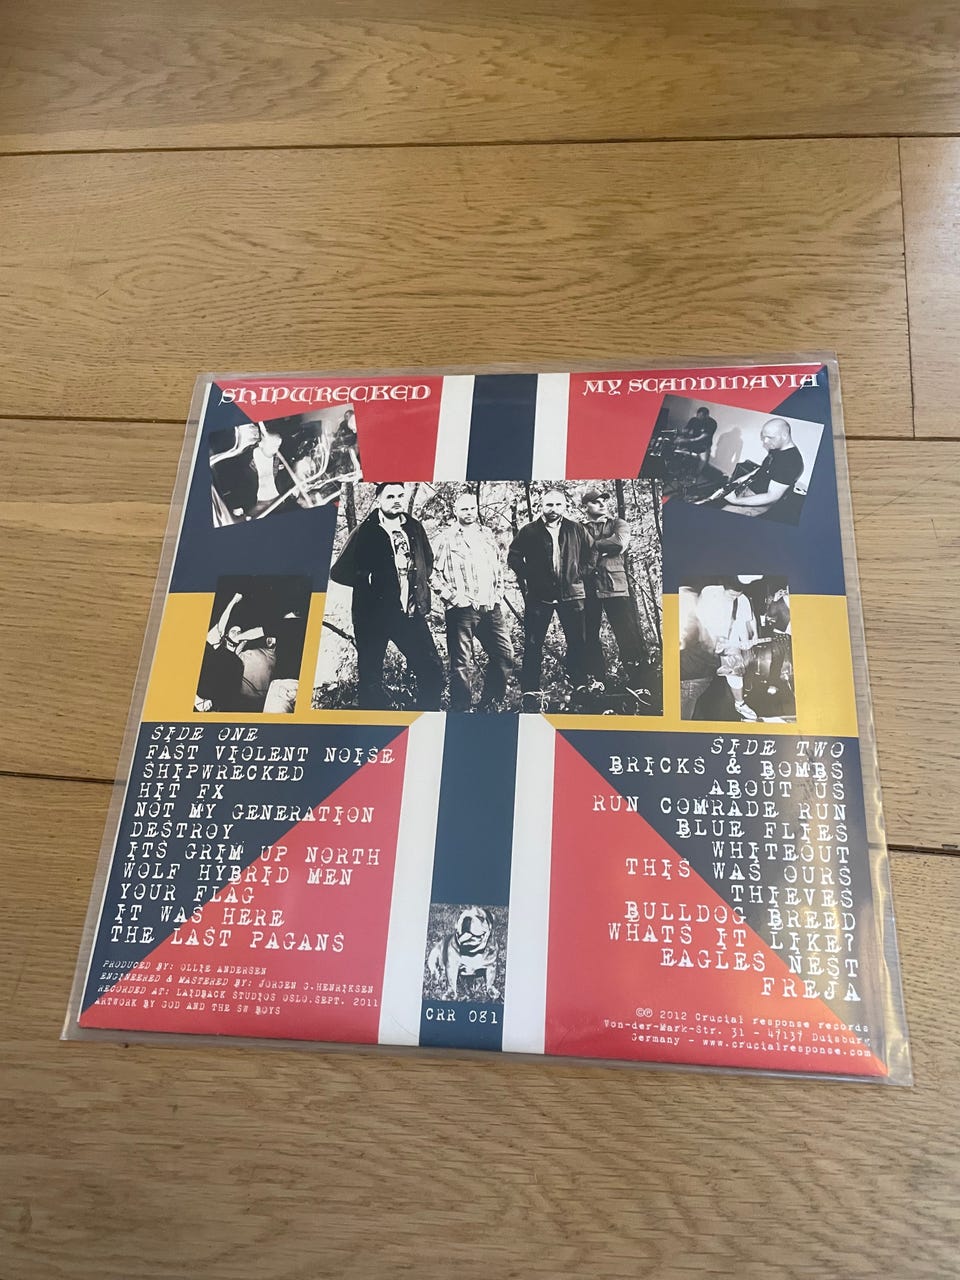 SHIPWRECKED
MY SCANDINAVIA
SIDE ONE
FAST VIOLENT NOISE
SHIPWRECKED
HIT FX
NOT MY GENERATION
DESTROY
ITS GRIM UP NORTH
WOLF HYBRID MEN
YOUR FLAG
IT WAS HERE
THE LAST PAGANS
PRODUCED BY: OLLIE ANDERSEN
ENGINEERED & MASTERED BY: JORGEN O.HENRIKSEN
RECORDED AT: LAIDBACK STUDIOS OSLO.SEPT. 2011
ARTWORK BY GOD AND THE SW BOYS
CRR 081
SIDE TWO
BRICKS & BOMBS
ABOUT US
RUN COMRADE RUN
BLUE FLIES
WHITEOUT
THIS WAS OURS
THIEVES
BULLDOG BREED
WHATS IT LIKE?
EAGLES NEST
FREJA
©℗ 2012 Crucial response records
Von-der-Mark-Str. 31 - 47137 Duisburg
Germany - www.crucialresponse.com